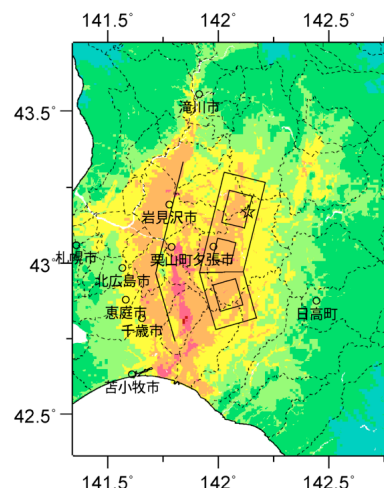 141.5˚ 142˚ 142.5˚
43.5˚
滝川市
岩見沢市
札幌市
栗山町夕張市
43˚
北広島市
恵庭市
日高町
千歳市
苫小牧市
42.5˚
141.5˚ 142˚ 142.5˚